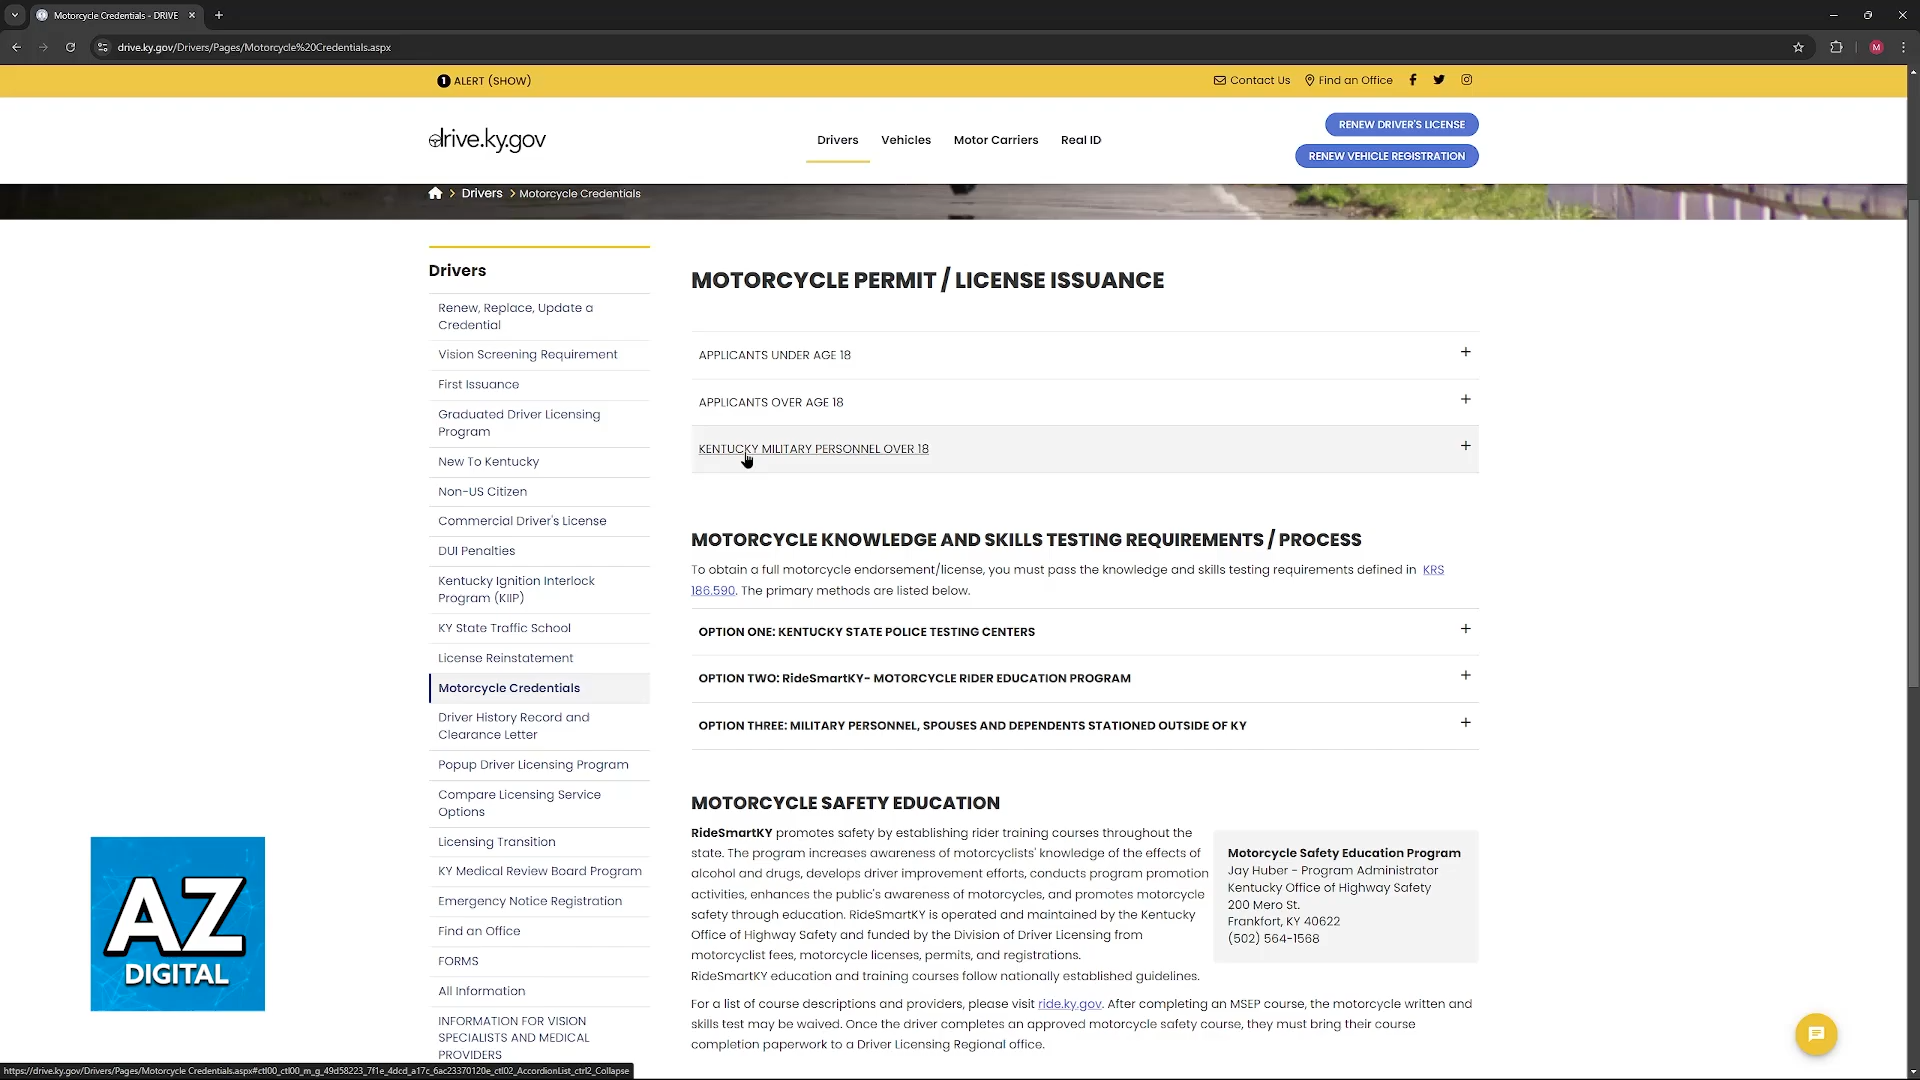 Motorcycle Credentials - DRIVE
drive.ky.gov/Drivers/Pages/Motorcycle%20Credentials.aspx
M
1 ALERT (SHOW)
Contact Us
Find an Office
drive.ky.gov
Drivers
Vehicles
Motor Carriers
Real ID
RENEW DRIVER'S LICENSE
RENEW VEHICLE REGISTRATION
Drivers > Motorcycle Credentials
Drivers
Renew, Replace, Update a
Credential
Vision Screening Requirement
First Issuance
Graduated Driver Licensing
Program
New To Kentucky
Non-US Citizen
Commercial Driver's License
DUI Penalties
Kentucky Ignition Interlock
Program (KIIP)
KY State Traffic School
License Reinstatement
Motorcycle Credentials
Driver History Record and
Clearance Letter
Popup Driver Licensing Program
Compare Licensing Service
Options
Licensing Transition
KY Medical Review Board Program
Emergency Notice Registration
Find an Office
FORMS
All Information
INFORMATION FOR VISION
SPECIALISTS AND MEDICAL
PROVIDERS
MOTORCYCLE PERMIT / LICENSE ISSUANCE
APPLICANTS UNDER AGE 18
APPLICANTS OVER AGE 18
KENTUCKY MILITARY PERSONNEL OVER 18
MOTORCYCLE KNOWLEDGE AND SKILLS TESTING REQUIREMENTS / PROCESS
To obtain a full motorcycle endorsement/license, you must pass the knowledge and skills testing requirements defined in KRS
186.590. The primary methods are listed below.
OPTION ONE: KENTUCKY STATE POLICE TESTING CENTERS
OPTION TWO: RideSmartKY- MOTORCYCLE RIDER EDUCATION PROGRAM
OPTION THREE: MILITARY PERSONNEL, SPOUSES AND DEPENDENTS STATIONED OUTSIDE OF KY
MOTORCYCLE SAFETY EDUCATION
RideSmartKY promotes safety by establishing rider training courses throughout the
state. The program increases awareness of motorcyclists' knowledge of the effects of
alcohol and drugs, develops driver improvement efforts, conducts program promotion
activities, enhances the public's awareness of motorcycles, and promotes motorcycle
safety through education. RideSmartKY is operated and maintained by the Kentucky
Office of Highway Safety and funded by the Division of Driver Licensing from
motorcyclist fees, motorcycle licenses, permits, and registrations.
RideSmartKY education and training courses follow nationally established guidelines.
Motorcycle Safety Education Program
Jay Huber - Program Administrator
Kentucky Office of Highway Safety
200 Mero St.
Frankfort, KY 40622
(502) 564-1568
For a list of course descriptions and providers, please visit ride.ky.gov. After completing an MSEP course, the motorcycle written and
skills test may be waived. Once the driver completes an approved motorcycle safety course, they must bring their course
completion paperwork to a Driver Licensing Regional office.
AZ
DIGITAL
https://drive.ky.gov/Drivers/Pages/Motorcycle Credentials.aspx#ctl00_ctl00_m_g_49d58223_7f1e_4dcd_a17c_6ac23370120e_ctl02_AccordionList_ctrl2_Collapse